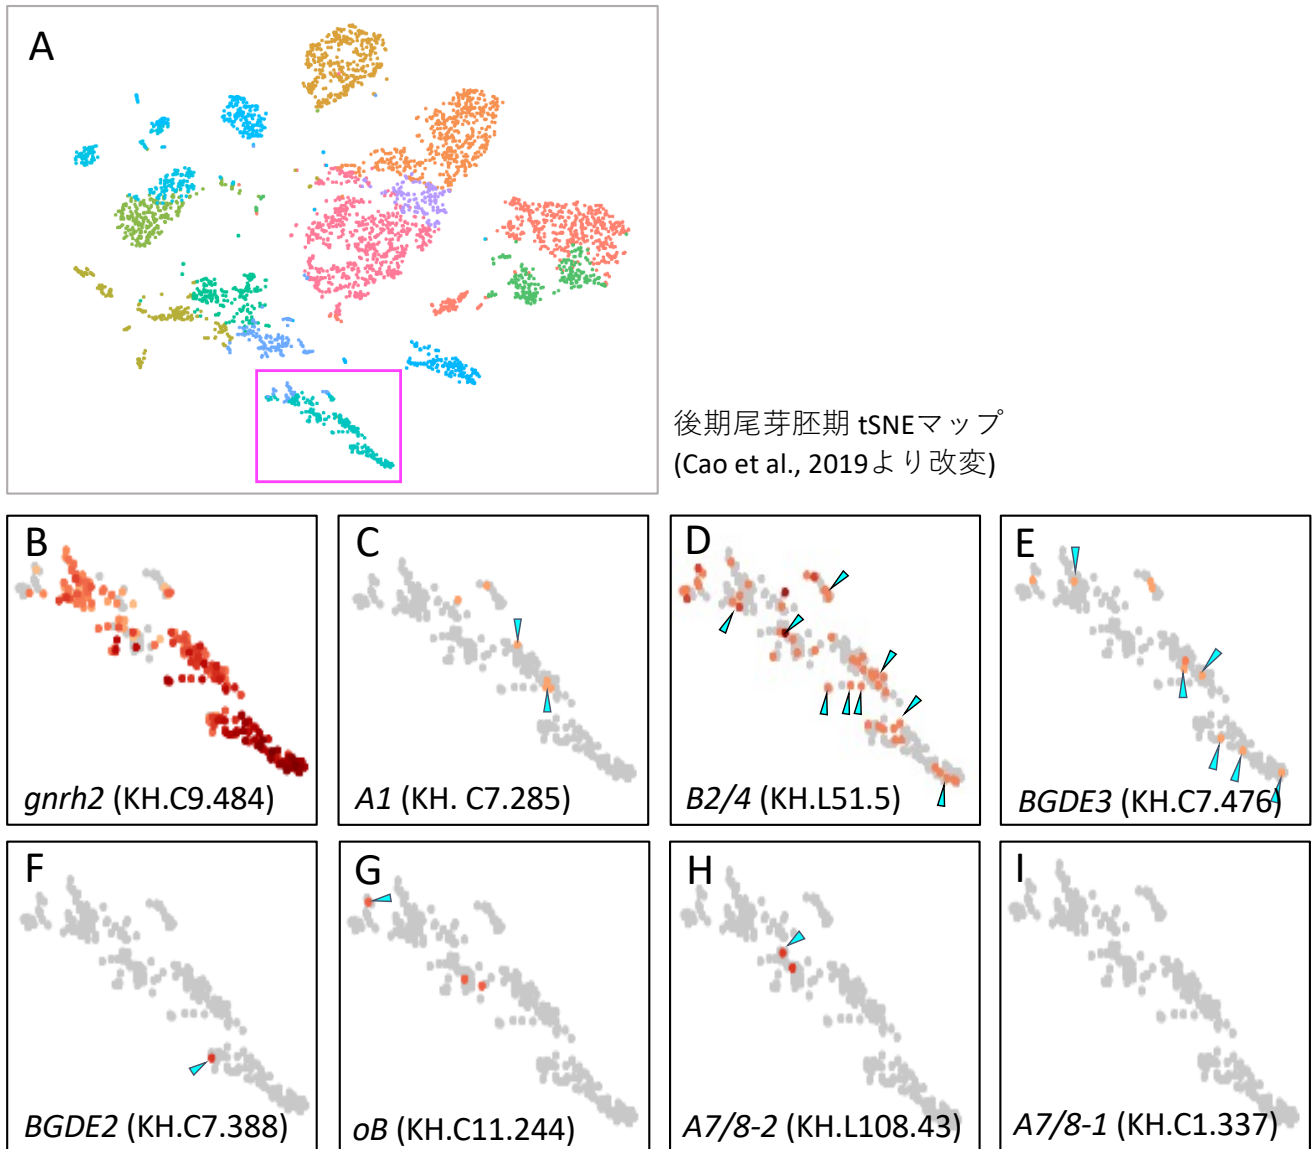 A
後期尾芽胚期 tSNEマップ
(Cao et al., 2019より改変)
B
gnrh2 (KH.C9.484)
C
A1 (KH. C7.285)
D
B2/4 (KH.L51.5)
E
BGDE3 (KH.C7.476)
F
BGDE2 (KH.C7.388)
G
oB (KH.C11.244)
H
A7/8-2 (KH.L108.43)
I
A7/8-1 (KH.C1.337)